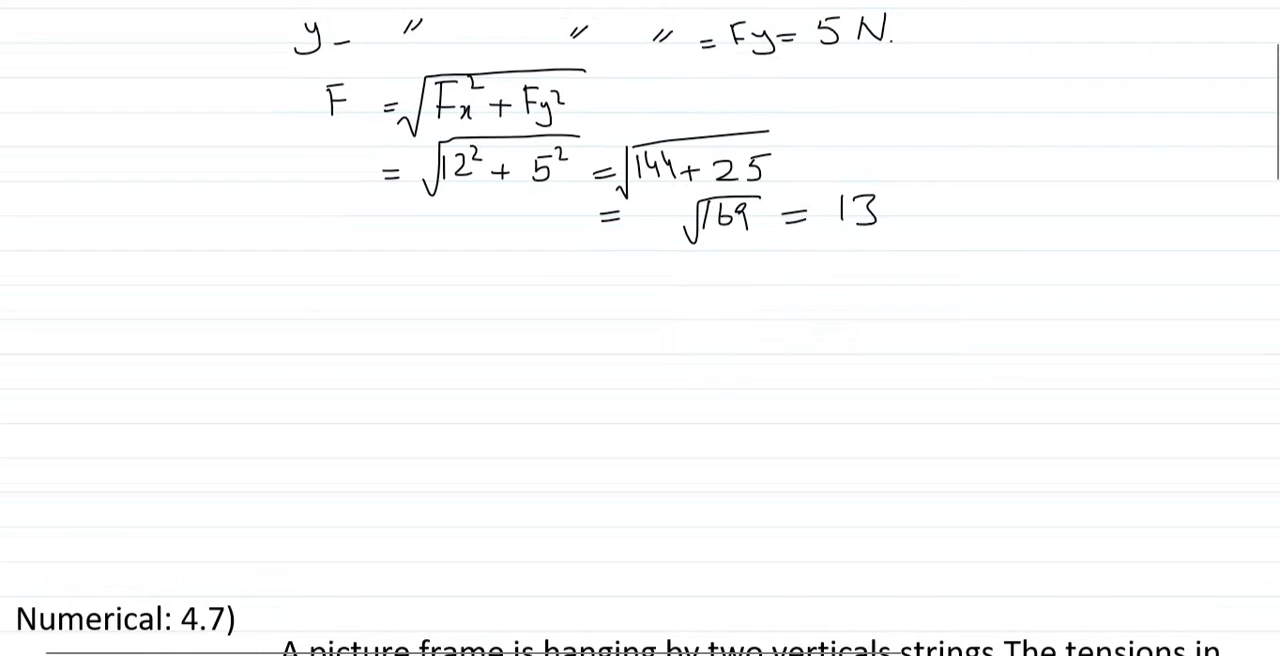 y- " " " = Fy = 5 N.
F = √Fx² + Fy²
= √12² + 5² = √144 + 25
= √169 = 13
Numerical: 4.7)
A picture frame is hanging by two verticals strings The tensions in